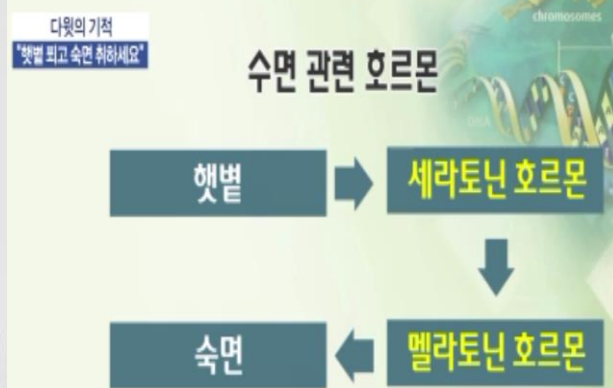 chromosomes
다윗의 기적
"햇볕 쬐고 숙면 취하세요"
수면 관련 호르몬
DNA
햇볕
세라토닌 호르몬
숙면
멜라토닌 호르몬